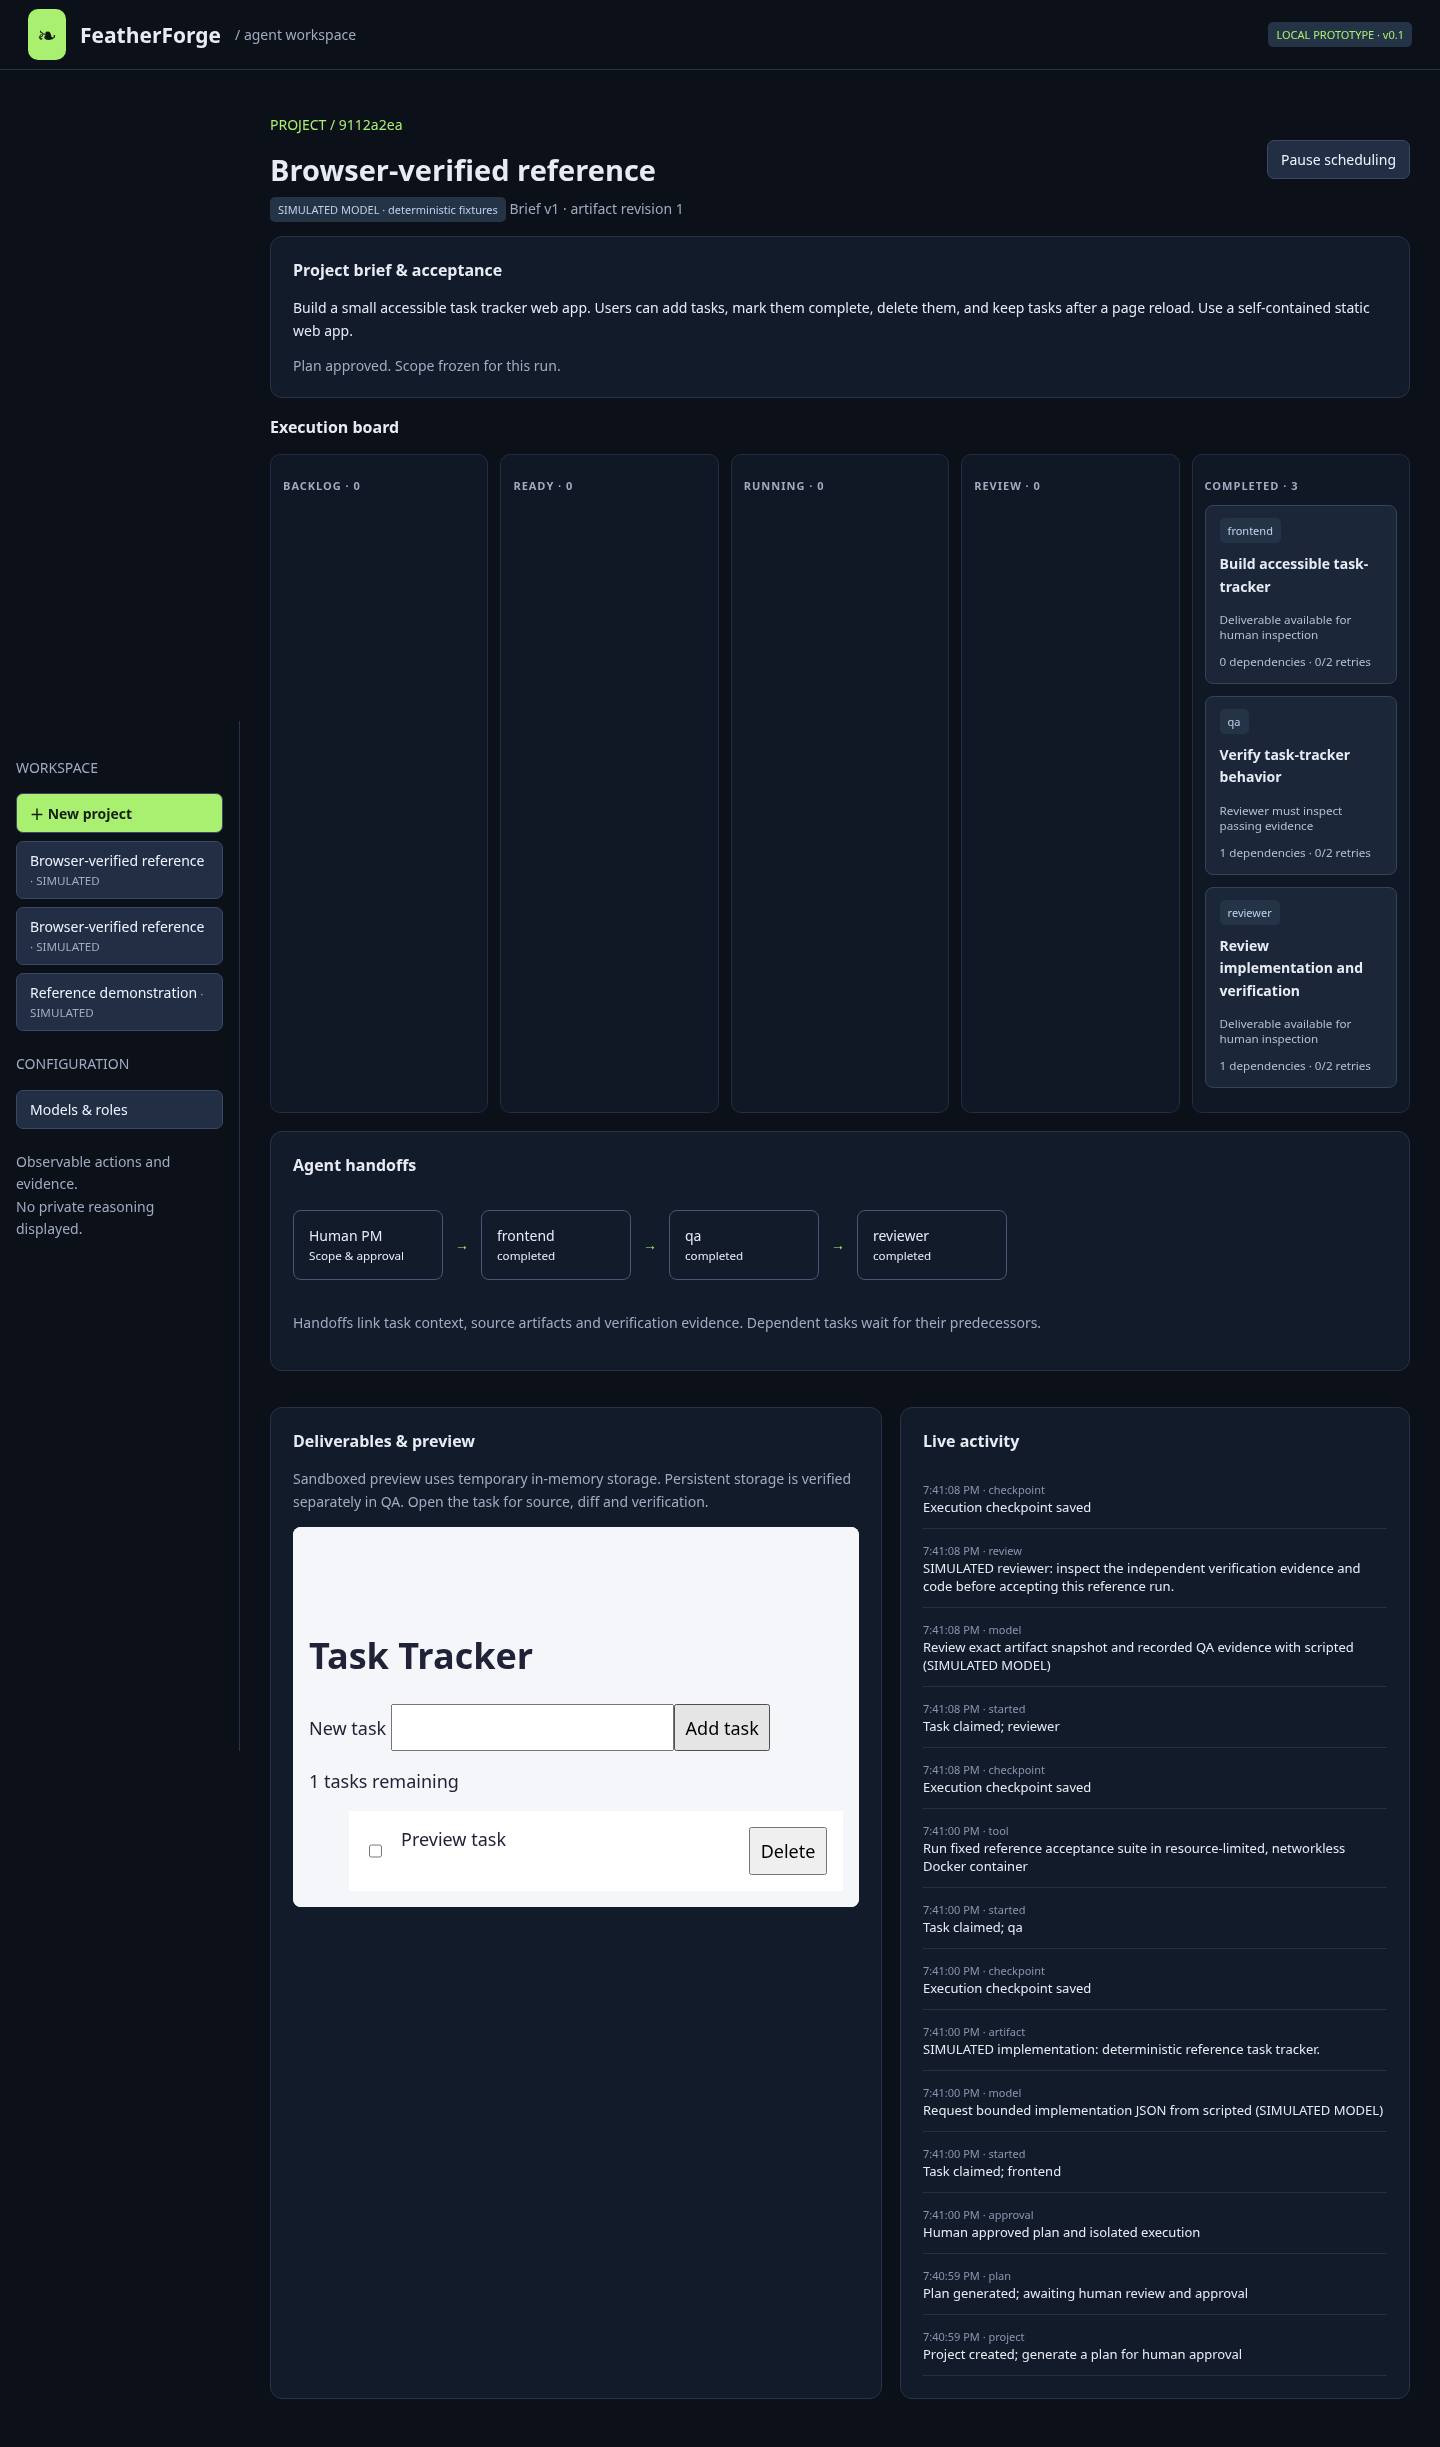 ❧ FeatherForge / agent workspace
LOCAL PROTOTYPE · v0.1
WORKSPACE
＋ New project
Browser-verified reference
· SIMULATED
Browser-verified reference
· SIMULATED
Reference demonstration ·
SIMULATED
CONFIGURATION
Models & roles
Observable actions and
evidence.
No private reasoning
displayed.
PROJECT / 9112a2ea
Browser-verified reference
Pause scheduling
SIMULATED MODEL · deterministic fixtures Brief v1 · artifact revision 1
Project brief & acceptance
Build a small accessible task tracker web app. Users can add tasks, mark them complete, delete them, and keep tasks after a page reload. Use a self-contained static
web app.
Plan approved. Scope frozen for this run.
Execution board
BACKLOG · 0
READY · 0
RUNNING · 0
REVIEW · 0
COMPLETED · 3
frontend
Build accessible task-
tracker
Deliverable available for
human inspection
0 dependencies · 0/2 retries
qa
Verify task-tracker
behavior
Reviewer must inspect
passing evidence
1 dependencies · 0/2 retries
reviewer
Review
implementation and
verification
Deliverable available for
human inspection
1 dependencies · 0/2 retries
Agent handoffs
Human PM
Scope & approval
→
frontend
completed
→
qa
completed
→
reviewer
completed
Handoffs link task context, source artifacts and verification evidence. Dependent tasks wait for their predecessors.
Deliverables & preview
Sandboxed preview uses temporary in-memory storage. Persistent storage is verified
separately in QA. Open the task for source, diff and verification.
Task Tracker
New task
Add task
1 tasks remaining
Preview task
Delete
Live activity
7:41:08 PM · checkpoint
Execution checkpoint saved
7:41:08 PM · review
SIMULATED reviewer: inspect the independent verification evidence and
code before accepting this reference run.
7:41:08 PM · model
Review exact artifact snapshot and recorded QA evidence with scripted
(SIMULATED MODEL)
7:41:08 PM · started
Task claimed; reviewer
7:41:08 PM · checkpoint
Execution checkpoint saved
7:41:00 PM · tool
Run fixed reference acceptance suite in resource-limited, networkless
Docker container
7:41:00 PM · started
Task claimed; qa
7:41:00 PM · checkpoint
Execution checkpoint saved
7:41:00 PM · artifact
SIMULATED implementation: deterministic reference task tracker.
7:41:00 PM · model
Request bounded implementation JSON from scripted (SIMULATED MODEL)
7:41:00 PM · started
Task claimed; frontend
7:41:00 PM · approval
Human approved plan and isolated execution
7:40:59 PM · plan
Plan generated; awaiting human review and approval
7:40:59 PM · project
Project created; generate a plan for human approval